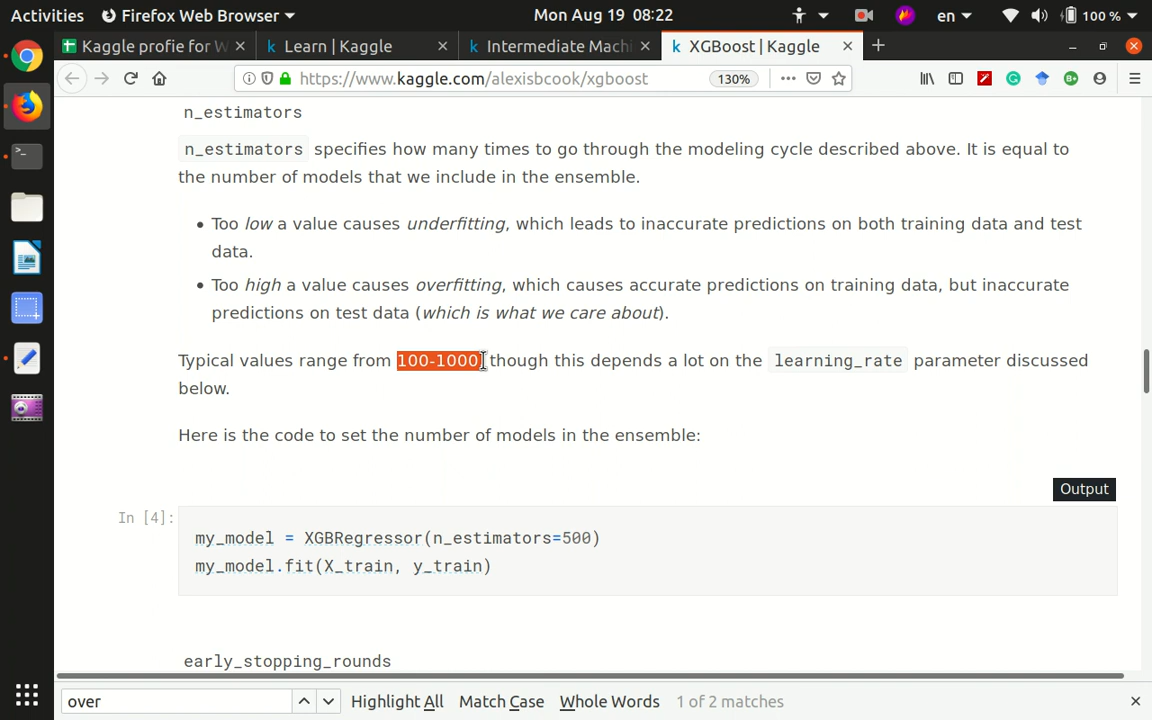 Activities Firefox Web Browser Mon Aug 19 08:22 en 100 %
Kaggle profie for W Learn | Kaggle Intermediate Machi XGBoost | Kaggle
https://www.kaggle.com/alexisbcook/xgboost 130%
n_estimators
n_estimators specifies how many times to go through the modeling cycle described above. It is equal to
the number of models that we include in the ensemble.
• Too low a value causes underfitting, which leads to inaccurate predictions on both training data and test
data.
• Too high a value causes overfitting, which causes accurate predictions on training data, but inaccurate
predictions on test data (which is what we care about).
Typical values range from 100-1000, though this depends a lot on the learning_rate parameter discussed
below.
Here is the code to set the number of models in the ensemble:
Output
In [4]:
my_model = XGBRegressor(n_estimators=500)
my_model.fit(X_train, y_train)
early_stopping_rounds
over Highlight All Match Case Whole Words 1 of 2 matches